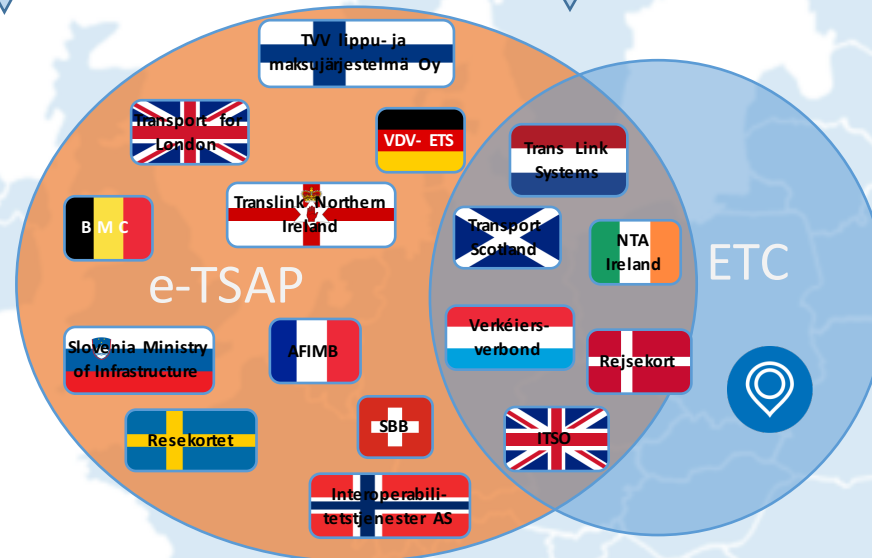 TVV lippu- ja
maksujärjestelmä Oy
Transport for
London
VDV- ETS
Trans Link
Systems
BMC
Translink Northern
Ireland
Transport
Scotland
NTA
Ireland
e-TSAP
ETC
Slovenia Ministry
of Infrastructure
AFIMB
Verkéiers-
verbond
Rejsekort
Resekortet
SBB
ITSO
Interoperabili-
tetstjenester AS